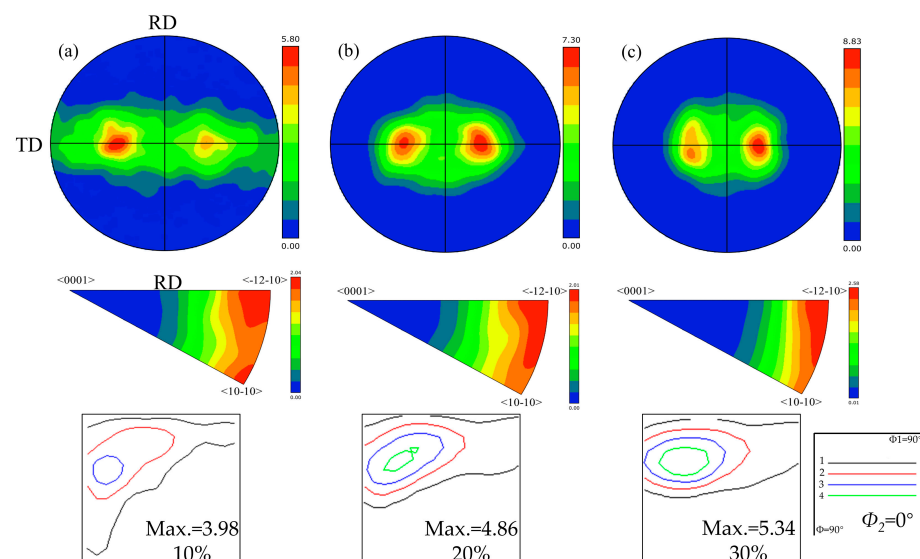 RD
(a)
5.80
(b)
7.30
(c)
8.83
TD
0.00
0.00
0.00
RD
<0001>
<-12-10>
2.04
<0001>
<-12-10>
2.01
<0001>
<-12-10>
2.58
<10-10>
0.00
<10-10>
0.00
<10-10>
0.01
Φ1=90°
1
2
3
4
Φ=90°
Φ2=0°
Max.=3.98
10%
Max.=4.86
20%
Max.=5.34
30%